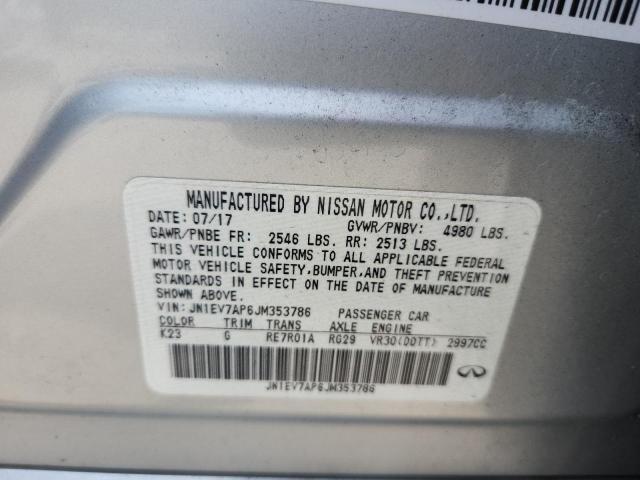 MANUFACTURED BY NISSAN MOTOR CO.,LTD.
DATE: 07/17 GVWR/PNBV: 4980 LBS.
GAWR/PNBE FR: 2546 LBS. RR: 2513 LBS.
THIS VEHICLE CONFORMS TO ALL APPLICABLE FEDERAL
MOTOR VEHICLE SAFETY,BUMPER,AND THEFT PREVENTION
STANDARDS IN EFFECT ON THE DATE OF MANUFACTURE
SHOWN ABOVE.
VIN: JN1EV7AP6JM353786 PASSENGER CAR
COLOR TRIM TRANS AXLE ENGINE
K23 G RE7R01A RG29 VR30(DDTT) 2997CC
JN1EV7AP6JM353786